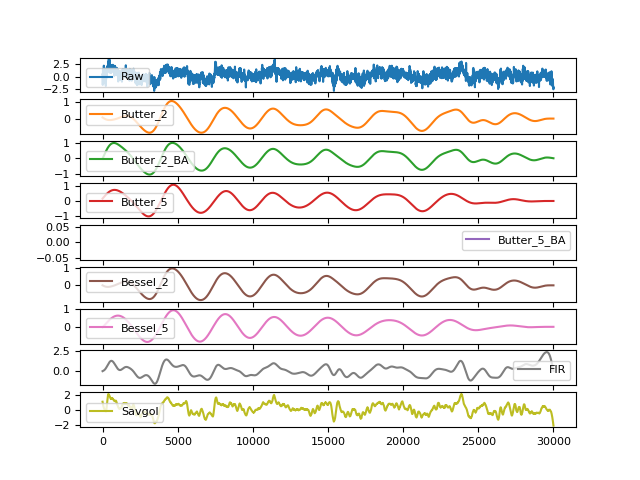 2.5
0.0
−2.5
Raw
1
0
Butter_2
1
0
−1
Butter_2_BA
1
0
−1
Butter_5
0.05
0.00
−0.05
Butter_5_BA
1
0
Bessel_2
1
0
Bessel_5
2.5
0.0
FIR
2
0
−2
Savgol
0 5000 10000 15000 20000 25000 30000